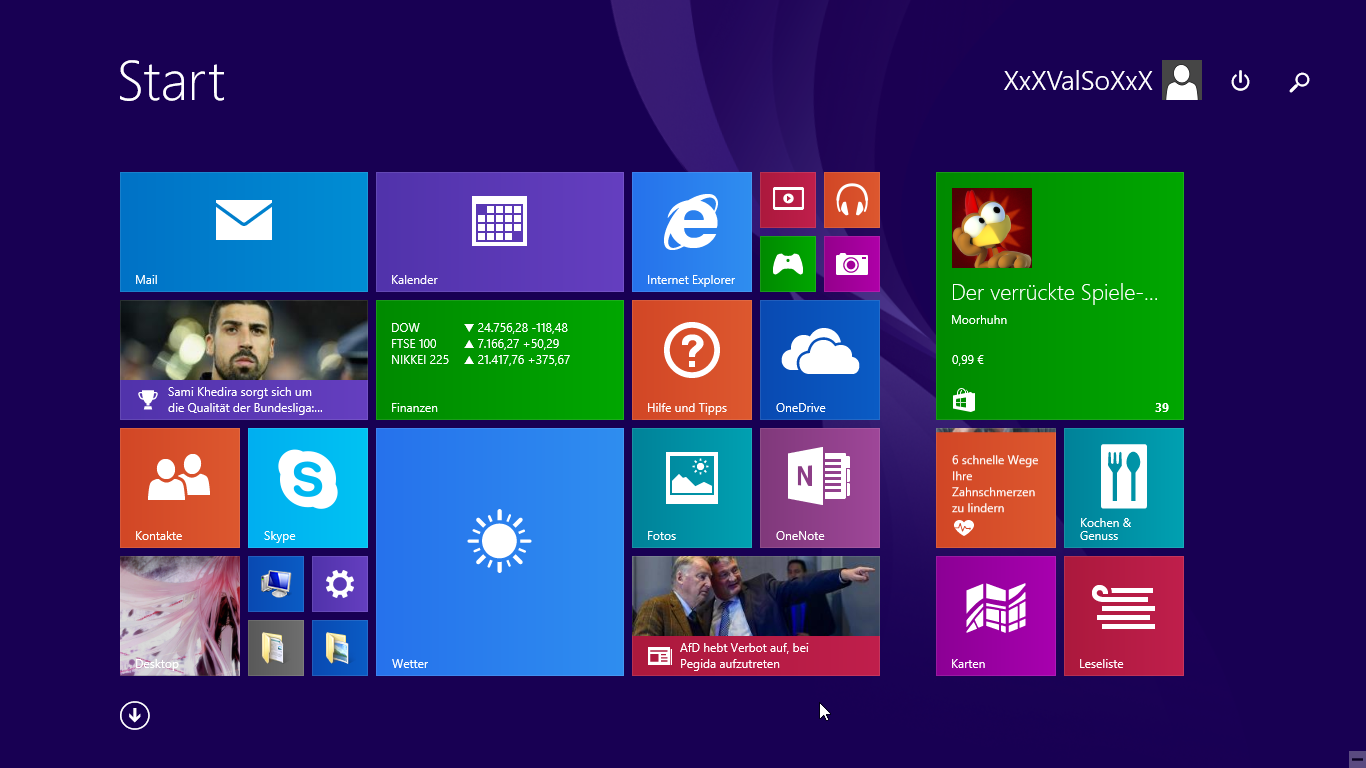 Start
XxXValSoXxX
Mail
Kalender
Internet Explorer
Der verrückte Spiele-...
Moorhuhn
0,99 €
39
Sami Khedira sorgt sich um
die Qualität der Bundesliga:...
DOW ▼ 24.756,28 -118,48
FTSE 100 ▲ 7.166,27 +50,29
NIKKEI 225 ▲ 21.417,76 +375,67
Finanzen
Hilfe und Tipps
OneDrive
Kontakte
S
Skype
Wetter
Fotos
N
OneNote
6 schnelle Wege
Ihre
Zahnschmerzen
zu lindern
Kochen &
Genuss
Desktop
AfD hebt Verbot auf, bei
Pegida aufzutreten
Karten
Leseliste